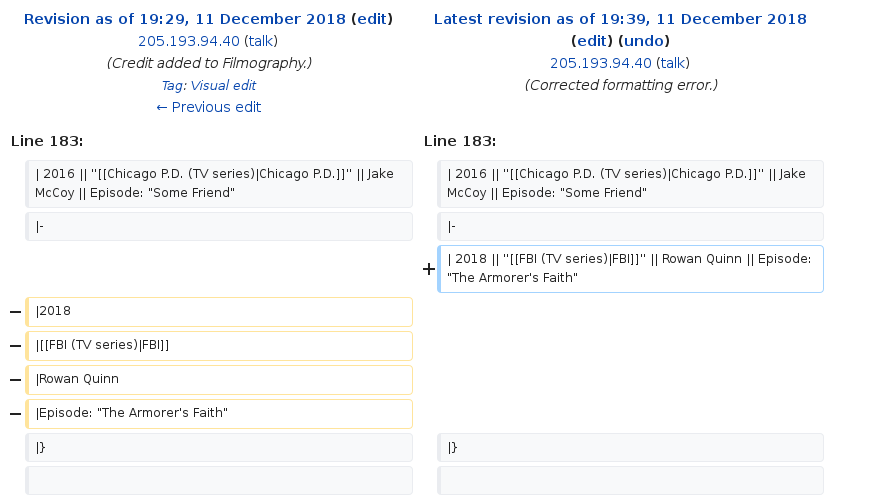 Revision as of 19:29, 11 December 2018 (edit)
205.193.94.40 (talk)
(Credit added to Filmography.)
Tag: Visual edit
← Previous edit
Latest revision as of 19:39, 11 December 2018
(edit) (undo)
205.193.94.40 (talk)
(Corrected formatting error.)
Line 183:
Line 183:
| 2016 || "[[Chicago P.D. (TV series)|Chicago P.D.]]" || Jake
McCoy || Episode: "Some Friend"
| 2016 || "[[Chicago P.D. (TV series)|Chicago P.D.]]" || Jake
McCoy || Episode: "Some Friend"
|-
|-
+
| 2018 || "[[FBI (TV series)|FBI]]" || Rowan Quinn || Episode:
"The Armorer's Faith"
− |2018
− |[[FBI (TV series)|FBI]]
− |Rowan Quinn
− |Episode: "The Armorer's Faith"
|}
|}